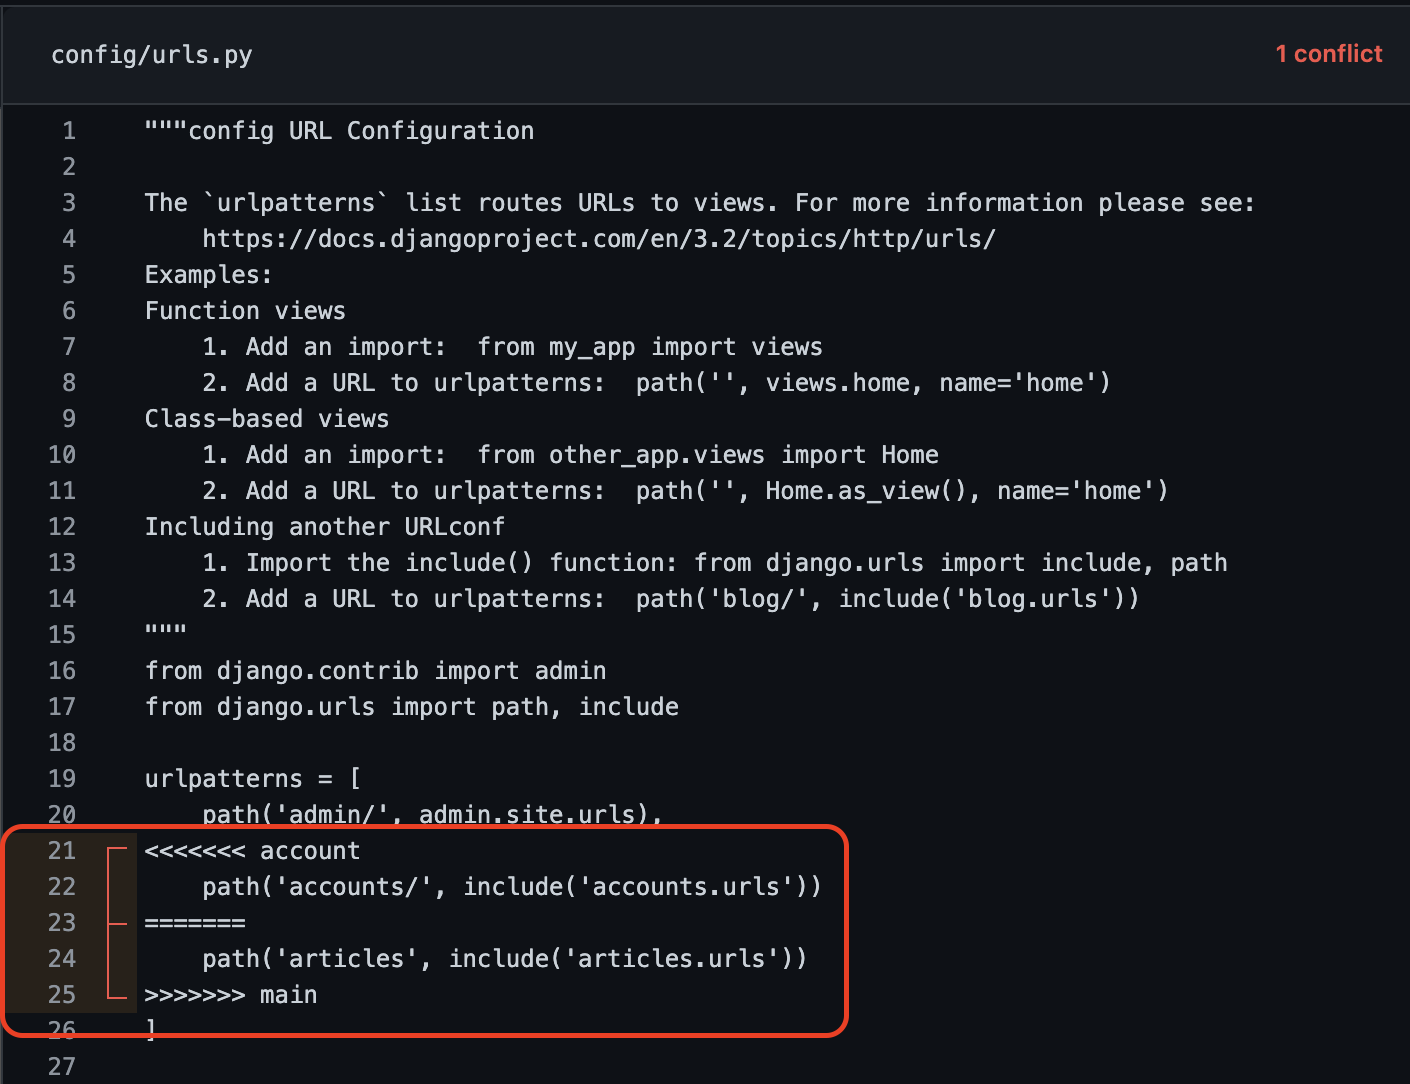 config/urls.py
1 conflict
1 """config URL Configuration
2
3 The `urlpatterns` list routes URLs to views. For more information please see:
4     https://docs.djangoproject.com/en/3.2/topics/http/urls/
5 Examples:
6 Function views
7     1. Add an import:  from my_app import views
8     2. Add a URL to urlpatterns:  path('', views.home, name='home')
9 Class-based views
10     1. Add an import:  from other_app.views import Home
11     2. Add a URL to urlpatterns:  path('', Home.as_view(), name='home')
12 Including another URLconf
13     1. Import the include() function: from django.urls import include, path
14     2. Add a URL to urlpatterns:  path('blog/', include('blog.urls'))
15 """
16 from django.contrib import admin
17 from django.urls import path, include
18
19 urlpatterns = [
20     path('admin/', admin.site.urls),
21 <<<<<<< account
22     path('accounts/', include('accounts.urls'))
23 =======
24     path('articles', include('articles.urls'))
25 >>>>>>> main
26 ]
27